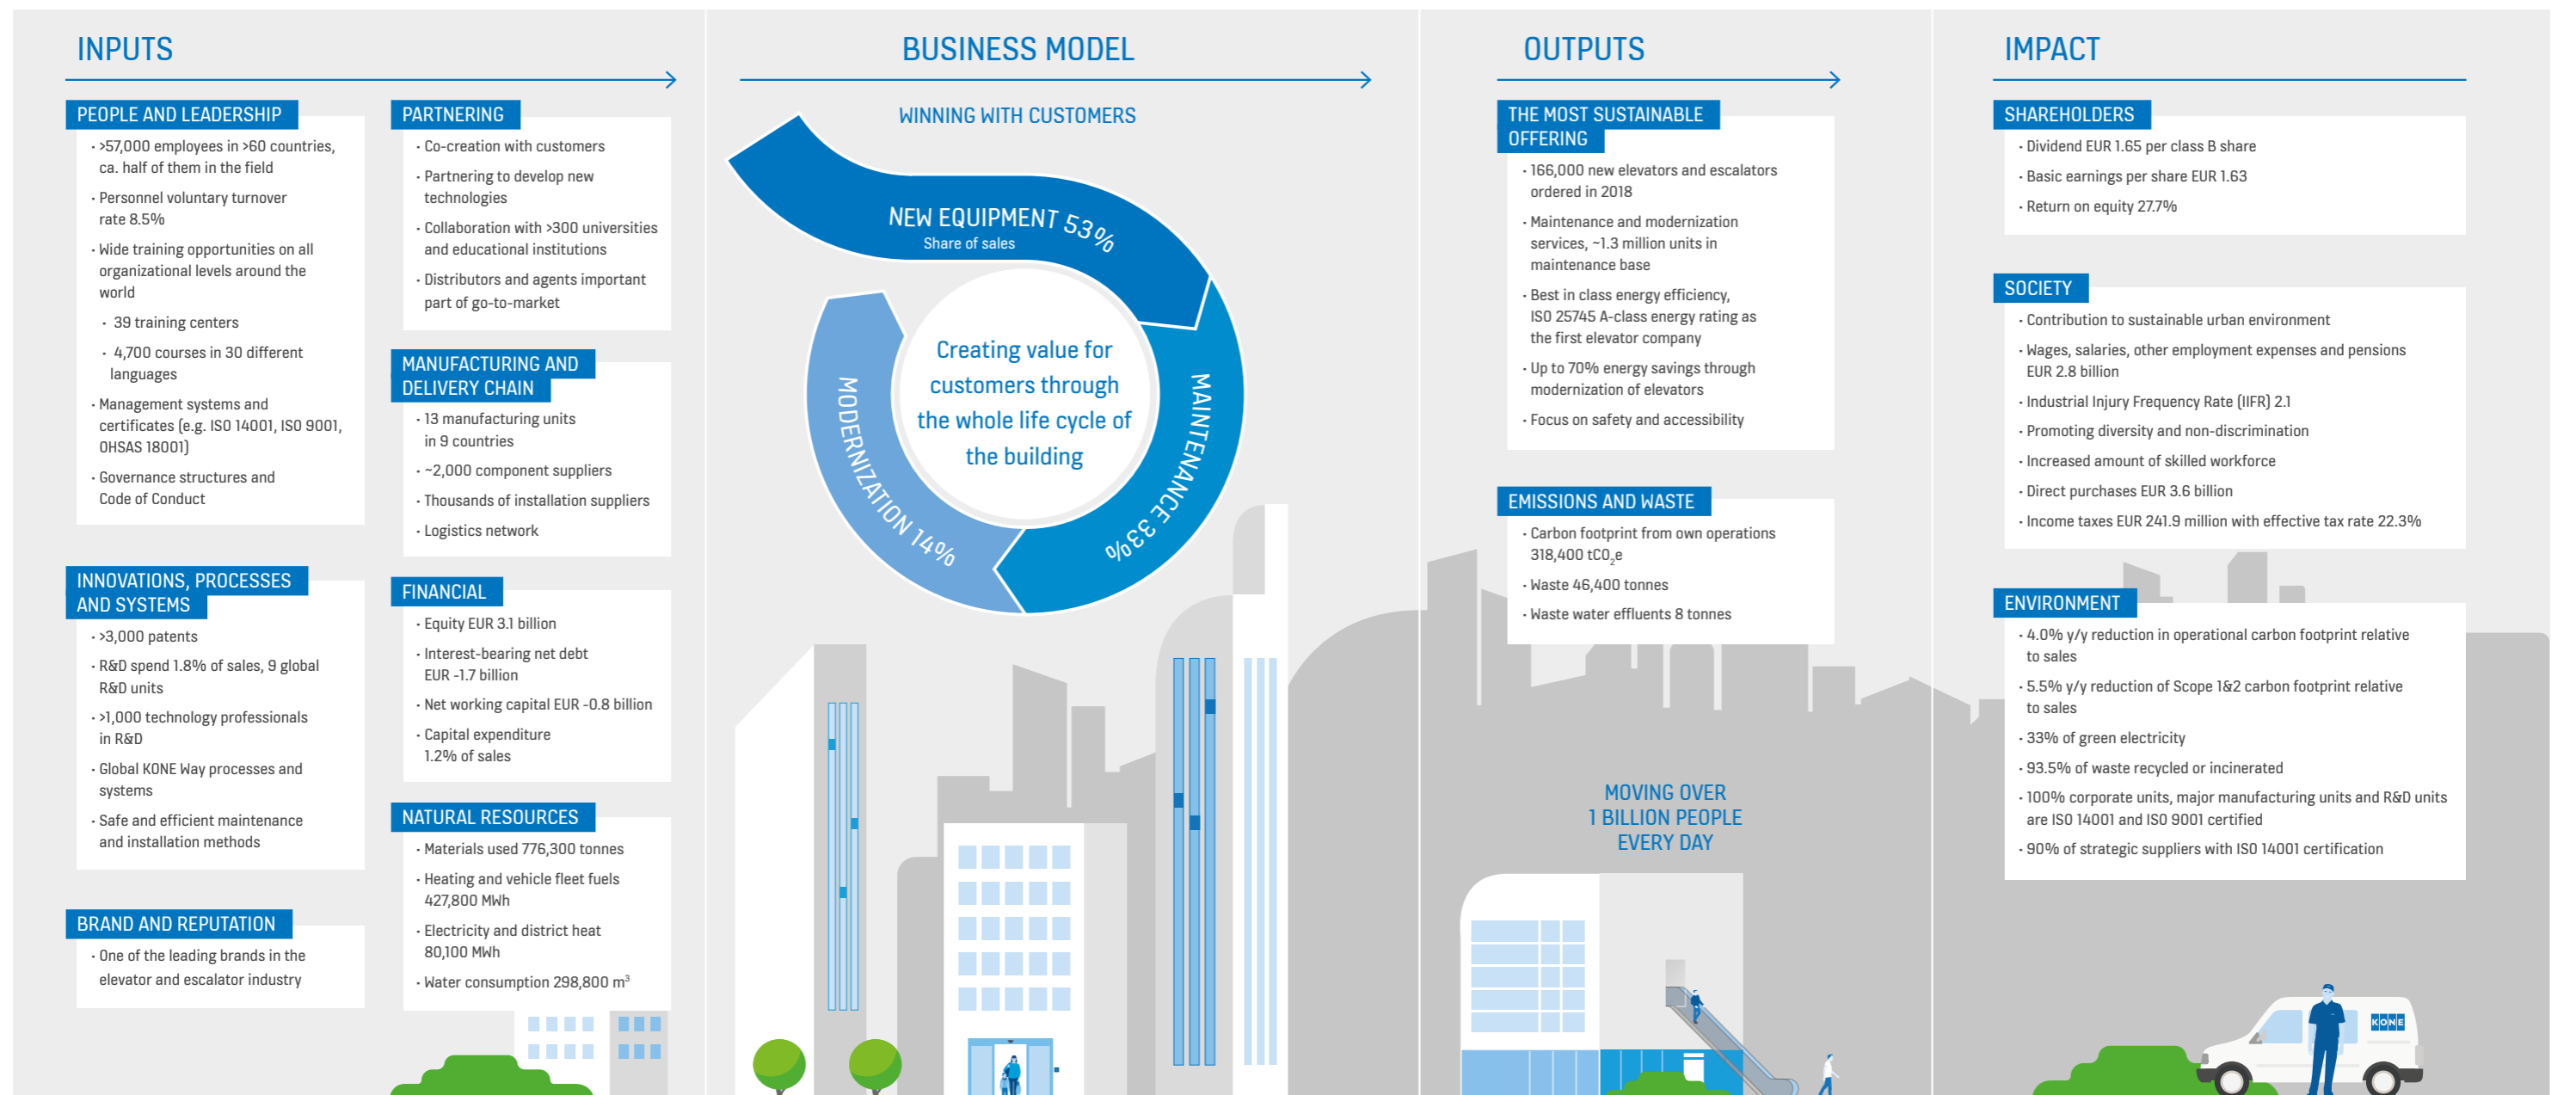 INPUTS
PEOPLE AND LEADERSHIP
· >57,000 employees in >60 countries,
ca. half of them in the field
· Personnel voluntary turnover
rate 8.5%
· Wide training opportunities on all
organizational levels around the
world
· 39 training centers
· 4,700 courses in 30 different
languages
· Management systems and
certificates (e.g. ISO 14001, ISO 9001,
OHSAS 18001)
· Governance structures and
Code of Conduct
INNOVATIONS, PROCESSES
AND SYSTEMS
· >3,000 patents
· R&D spend 1.8% of sales, 9 global
R&D units
· >1,000 technology professionals
in R&D
· Global KONE Way processes and
systems
· Safe and efficient maintenance
and installation methods
BRAND AND REPUTATION
· One of the leading brands in the
elevator and escalator industry
PARTNERING
· Co-creation with customers
· Partnering to develop new
technologies
· Collaboration with >300 universities
and educational institutions
· Distributors and agents important
part of go-to-market
MANUFACTURING AND
DELIVERY CHAIN
· 13 manufacturing units
in 9 countries
· ~2,000 component suppliers
· Thousands of installation suppliers
· Logistics network
FINANCIAL
· Equity EUR 3.1 billion
· Interest-bearing net debt
EUR -1.7 billion
· Net working capital EUR -0.8 billion
· Capital expenditure
1.2% of sales
NATURAL RESOURCES
· Materials used 776,300 tonnes
· Heating and vehicle fleet fuels
427,800 MWh
· Electricity and district heat
80,100 MWh
· Water consumption 298,800 m³
BUSINESS MODEL
WINNING WITH CUSTOMERS
NEW EQUIPMENT 53%
Share of sales
MAINTENANCE 33%
MODERNIZATION 14%
Creating value for
customers through
the whole life cycle of
the building
OUTPUTS
THE MOST SUSTAINABLE
OFFERING
· 166,000 new elevators and escalators
ordered in 2018
· Maintenance and modernization
services, ~1.3 million units in
maintenance base
· Best in class energy efficiency,
ISO 25745 A-class energy rating as
the first elevator company
· Up to 70% energy savings through
modernization of elevators
· Focus on safety and accessibility
EMISSIONS AND WASTE
· Carbon footprint from own operations
318,400 tCO₂e
· Waste 46,400 tonnes
· Waste water effluents 8 tonnes
MOVING OVER
1 BILLION PEOPLE
EVERY DAY
IMPACT
SHAREHOLDERS
· Dividend EUR 1.65 per class B share
· Basic earnings per share EUR 1.63
· Return on equity 27.7%
SOCIETY
· Contribution to sustainable urban environment
· Wages, salaries, other employment expenses and pensions
EUR 2.8 billion
· Industrial Injury Frequency Rate (IIFR) 2.1
· Promoting diversity and non-discrimination
· Increased amount of skilled workforce
· Direct purchases EUR 3.6 billion
· Income taxes EUR 241.9 million with effective tax rate 22.3%
ENVIRONMENT
· 4.0% y/y reduction in operational carbon footprint relative
to sales
· 5.5% y/y reduction of Scope 1&2 carbon footprint relative
to sales
· 33% of green electricity
· 93.5% of waste recycled or incinerated
· 100% corporate units, major manufacturing units and R&D units
are ISO 14001 and ISO 9001 certified
· 90% of strategic suppliers with ISO 14001 certification
KONE